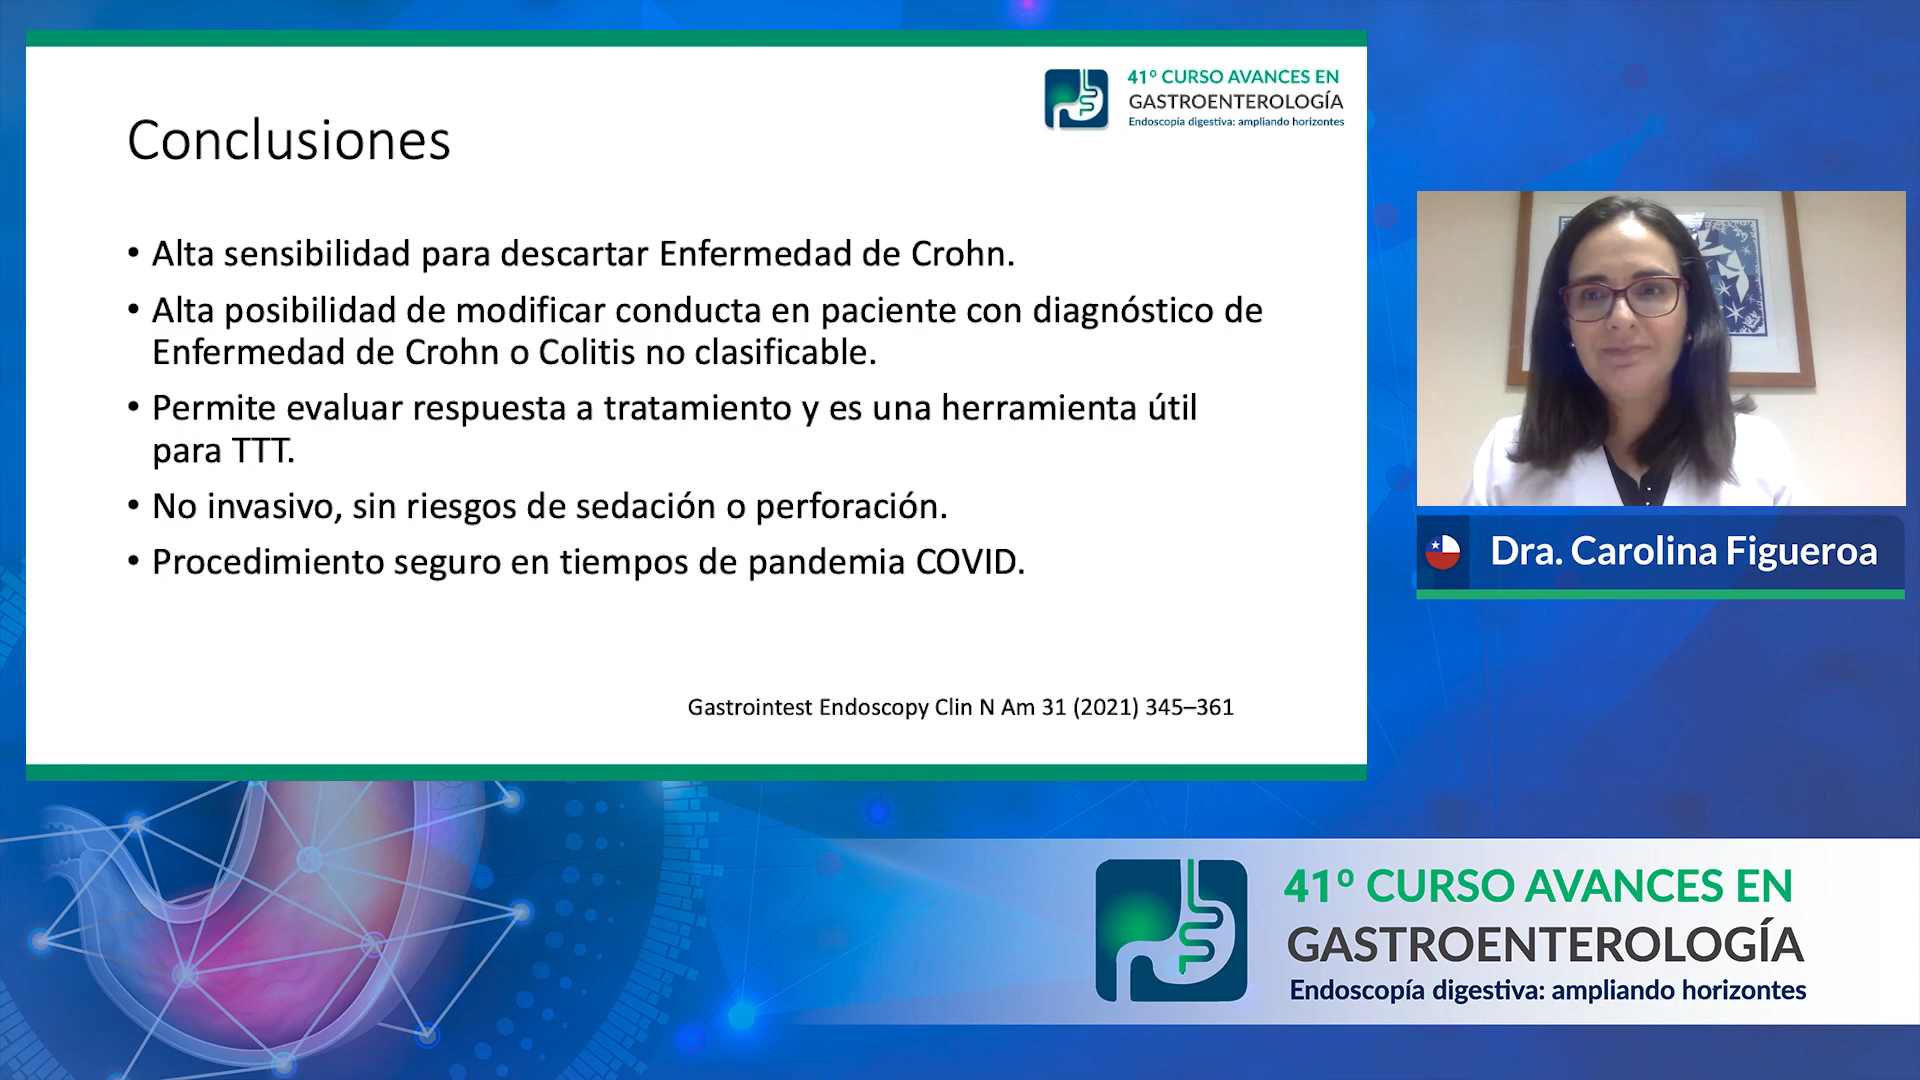 41º CURSO AVANCES EN
GASTROENTEROLOGÍA
Endoscopía digestiva: ampliando horizontes
Conclusiones
• Alta sensibilidad para descartar Enfermedad de Crohn.
• Alta posibilidad de modificar conducta en paciente con diagnóstico de
Enfermedad de Crohn o Colitis no clasificable.
• Permite evaluar respuesta a tratamiento y es una herramienta útil
para TTT.
• No invasivo, sin riesgos de sedación o perforación.
• Procedimiento seguro en tiempos de pandemia COVID.
Gastrointest Endoscopy Clin N Am 31 (2021) 345–361
Dra. Carolina Figueroa
41º CURSO AVANCES EN
GASTROENTEROLOGÍA
Endoscopía digestiva: ampliando horizontes